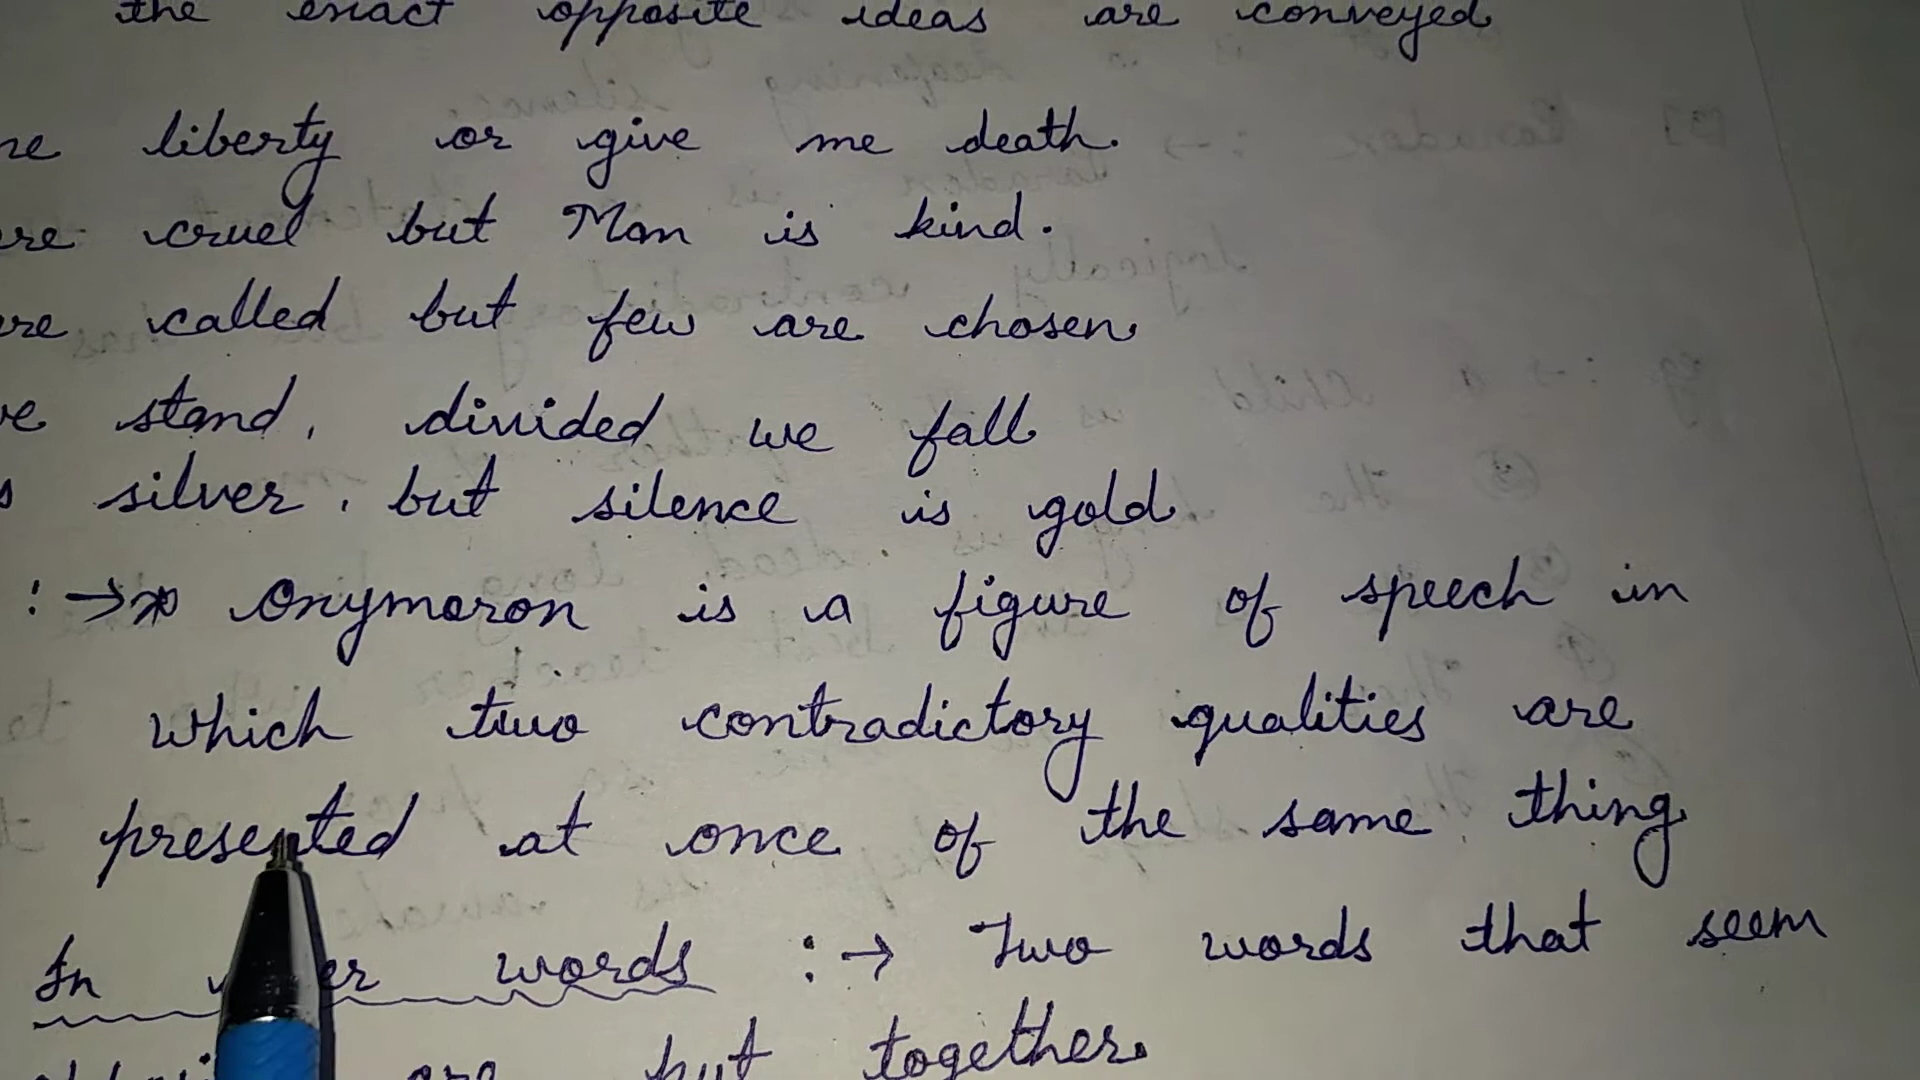 the exact opposite ideas are conveyed
liberty or give me death.
cruel but Man is kind.
called but few are chosen
stand, divided we fall
silver, but silence is gold
:→ Oxymoron is a figure of speech in
which two contradictory qualities are
presented at once of the same thing
In words :→ Two words that seem
are put together.